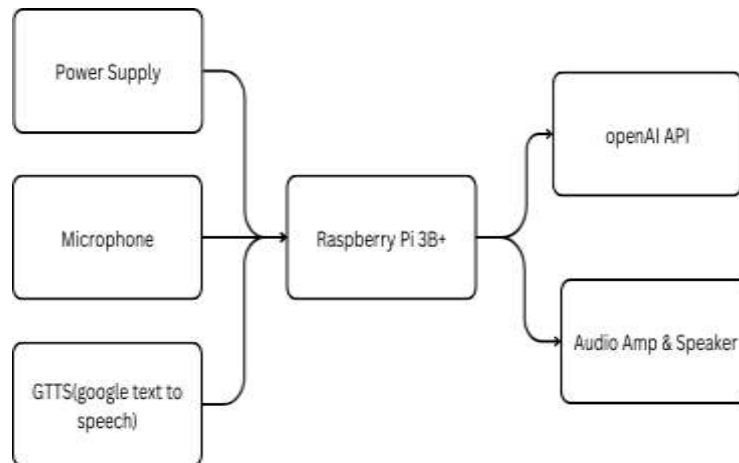 Power Supply
openAI API
Microphone
Raspberry Pi 3B+
Audio Amp & Speaker
GTTS(google text to
speech)